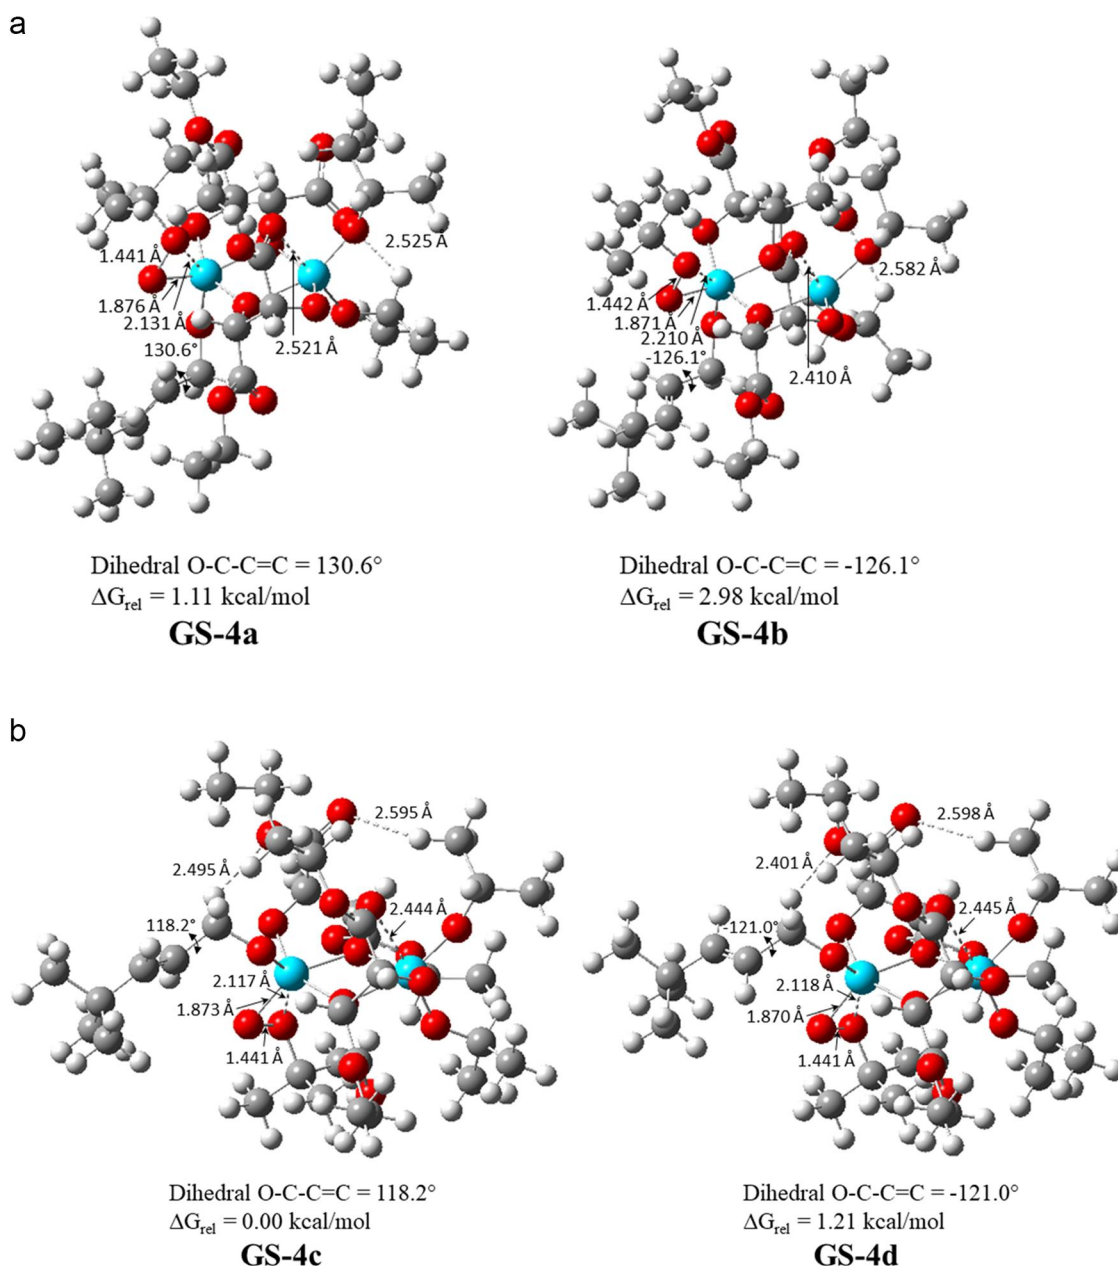 a
1.441 Å
1.876 Å
2.131 Å
130.6°
2.525 Å
2.521 Å
Dihedral O-C-C=C = 130.6°
ΔGrel = 1.11 kcal/mol
GS-4a
1.442 Å
1.871 Å
2.210 Å
-126.1°
2.582 Å
2.410 Å
Dihedral O-C-C=C = -126.1°
ΔGrel = 2.98 kcal/mol
GS-4b
b
2.595 Å
2.495 Å
118.2°
2.444 Å
2.117 Å
1.873 Å
1.441 Å
Dihedral O-C-C=C = 118.2°
ΔGrel = 0.00 kcal/mol
GS-4c
2.598 Å
2.401 Å
-121.0°
2.445 Å
2.118 Å
1.870 Å
1.441 Å
Dihedral O-C-C=C = -121.0°
ΔGrel = 1.21 kcal/mol
GS-4d